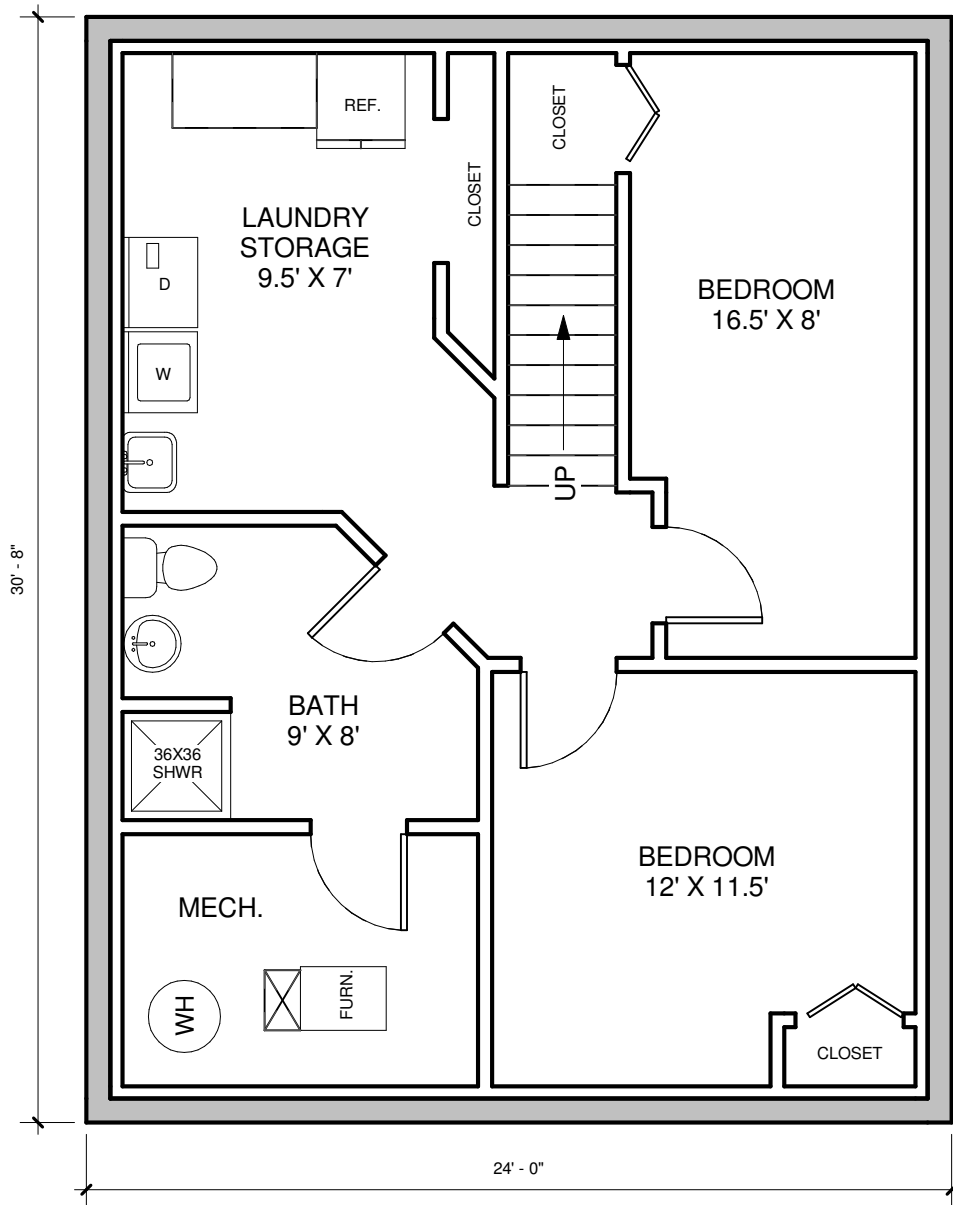 REF.
CLOSET
CLOSET
LAUNDRY
STORAGE
9.5' X 7'
D
W
BEDROOM
16.5' X 8'
UP
30' - 8"
BATH
9' X 8'
36X36
SHWR
BEDROOM
12' X 11.5'
MECH.
WH
FURN.
CLOSET
24' - 0"